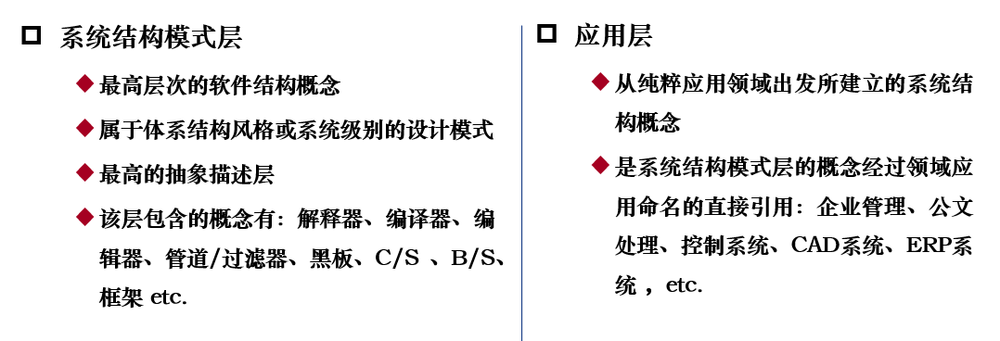 系统结构模式层
最高层次的软件结构概念
属于体系结构风格或系统级别的设计模式
最高的抽象描述层
该层包含的概念有：解释器、编译器、编
辑器、管道/过滤器、黑板、C/S 、B/S、
框架 etc.
应用层
从纯粹应用领域出发所建立的系统结
构概念
是系统结构模式层的概念经过领域应
用命名的直接引用：企业管理、公文
处理、控制系统、CAD系统、ERP系
统 ，etc.